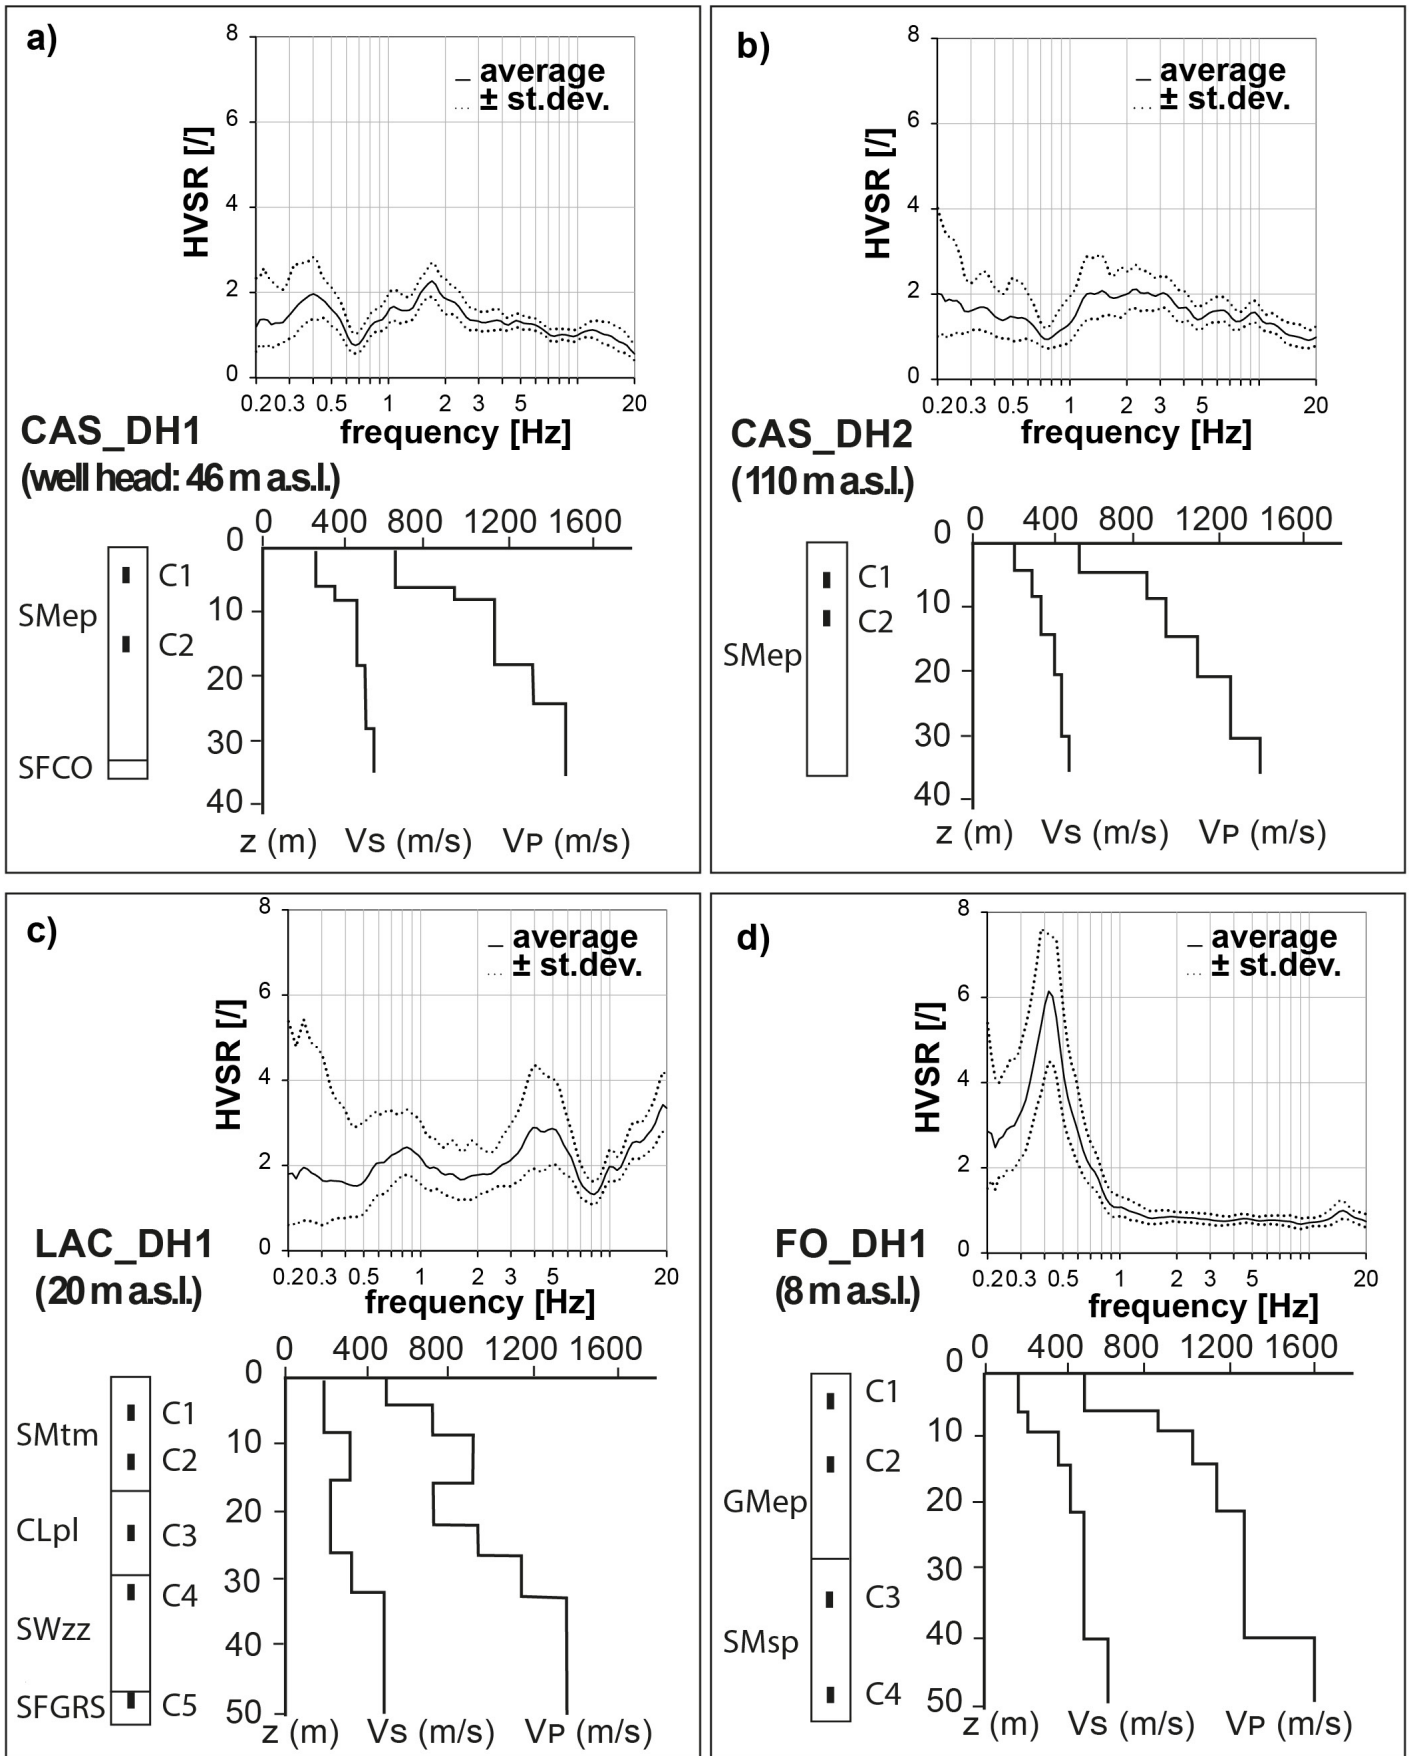 a)
8
6
4
2
0
HVSR [/]
average
± st.dev.
0.2 0.3 0.5 1 2 3 5 20
frequency [Hz]
CAS_DH1
(well head: 46 m a.s.l.)
0 400 800 1200 1600
0
10
20
30
40
SMep
SFCO
C1
C2
z (m) Vs (m/s) VP (m/s)
b)
8
6
4
2
0
HVSR [/]
average
± st.dev.
0.2 0.3 0.5 1 2 3 5 20
frequency [Hz]
CAS_DH2
(110 m a.s.l.)
0 400 800 1200 1600
0
10
20
30
40
SMep
C1
C2
z (m) Vs (m/s) VP (m/s)
c)
8
6
4
2
0
HVSR [/]
average
± st.dev.
0.2 0.3 0.5 1 2 3 5 20
frequency [Hz]
LAC_DH1
(20 m a.s.l.)
0 400 800 1200 1600
0
10
20
30
40
50
SMtm
CLpl
SWzz
SFGRS
C1
C2
C3
C4
C5
z (m) Vs (m/s) VP (m/s)
d)
8
6
4
2
0
HVSR [/]
average
± st.dev.
0.2 0.3 0.5 1 2 3 5 20
frequency [Hz]
FO_DH1
(8 m a.s.l.)
0 400 800 1200 1600
0
10
20
30
40
50
GMep
SMsp
C1
C2
C3
C4
z (m) Vs (m/s) VP (m/s)